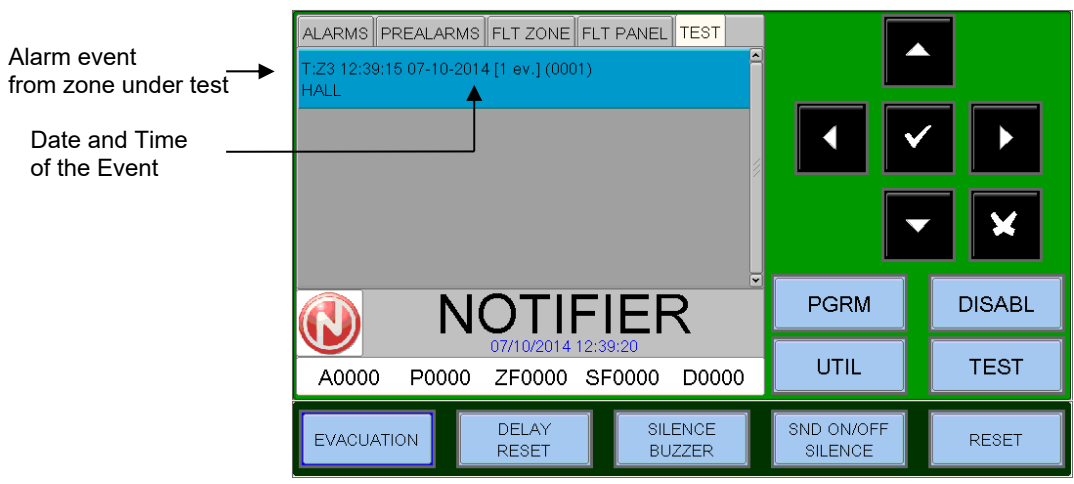 Alarm event
from zone under test
Date and Time
of the Event
ALARMS PREALARMS FLT ZONE FLT PANEL TEST
T:Z3 12:39:15 07-10-2014 [1 ev.] (0001)
HALL
N
NOTIFIER
07/10/2014 12:39:20
A0000 P0000 ZF0000 SF0000 D0000
PGRM
DISABL
UTIL
TEST
EVACUATION
DELAY
RESET
SILENCE
BUZZER
SND ON/OFF
SILENCE
RESET